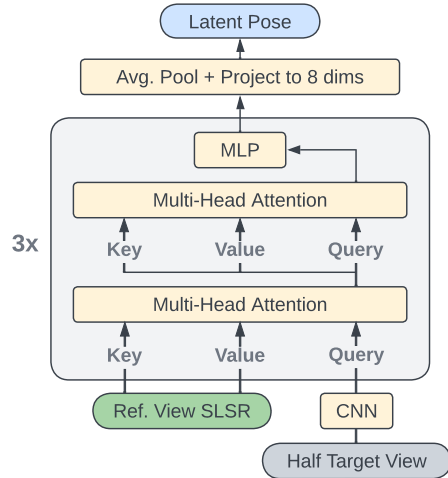 Latent Pose
Avg. Pool + Project to 8 dims
MLP
Multi-Head Attention
3x
Key Value Query
Multi-Head Attention
Key Value Query
Ref. View SLSR
CNN
Half Target View